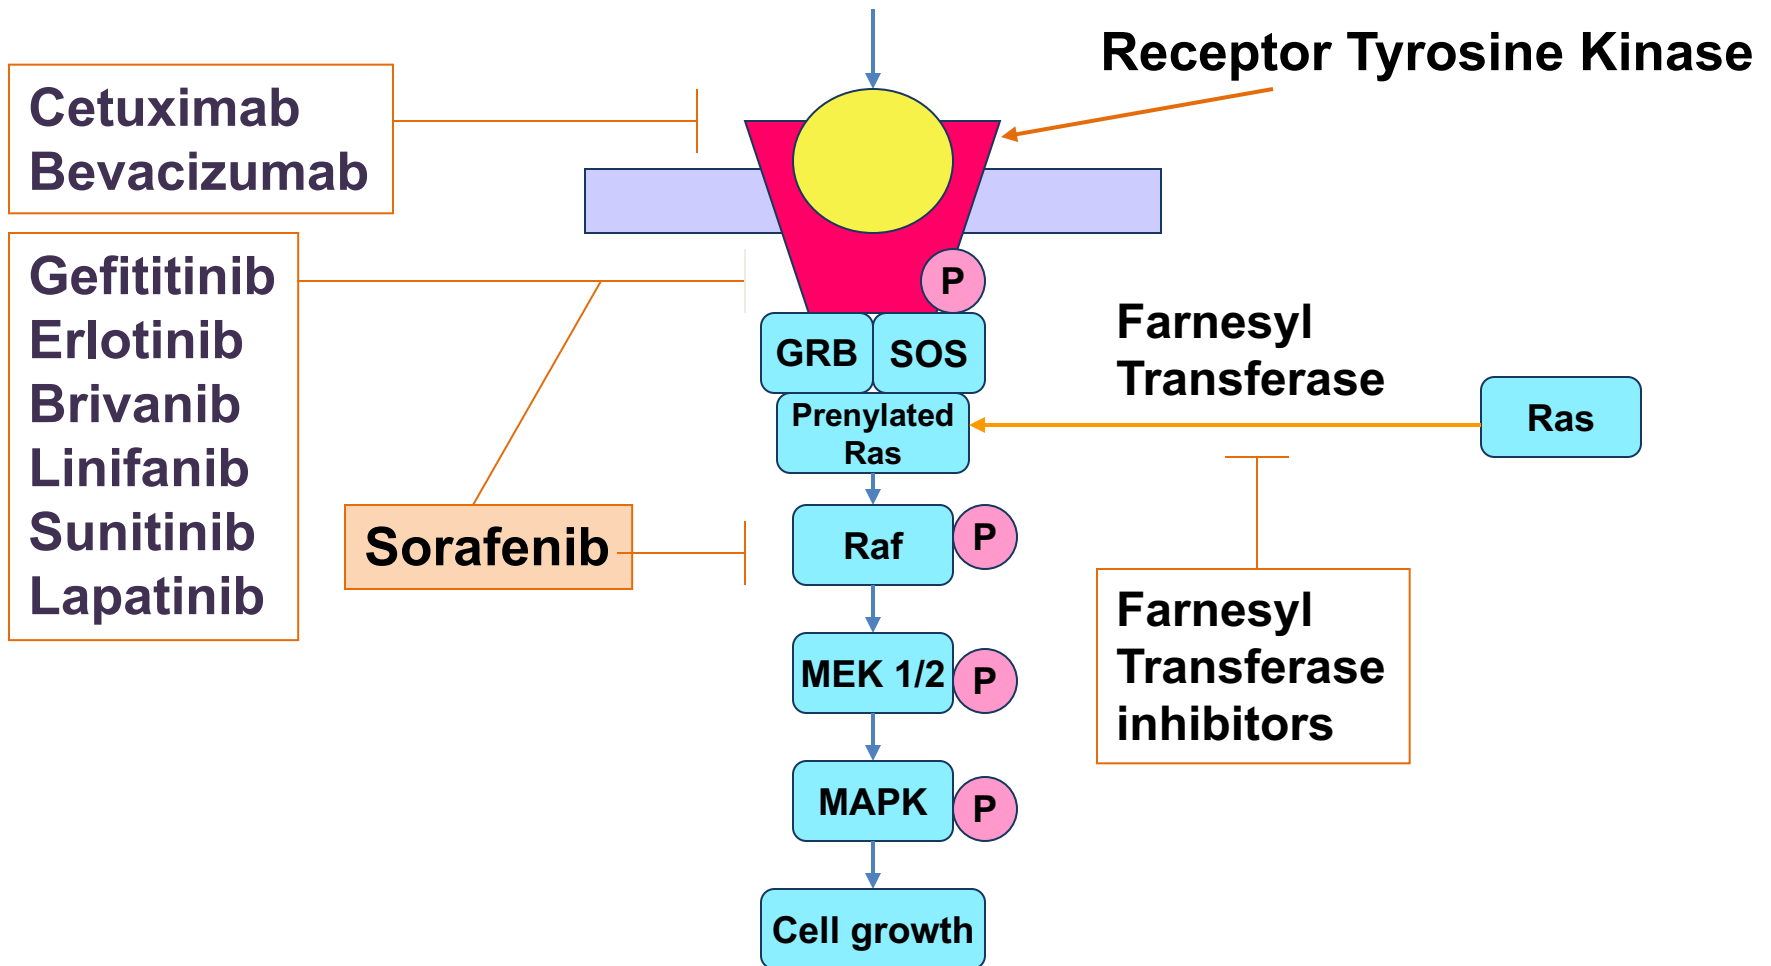 Receptor Tyrosine Kinase
Cetuximab
Bevacizumab
Gefititinib
Erlotinib
Brivanib
Linifanib
Sunitinib
Lapatinib
Sorafenib
P
GRB
SOS
Prenylated
Ras
Farnesyl
Transferase
Ras
Raf
P
MEK 1/2
P
MAPK
P
Cell growth
Farnesyl
Transferase
inhibitors